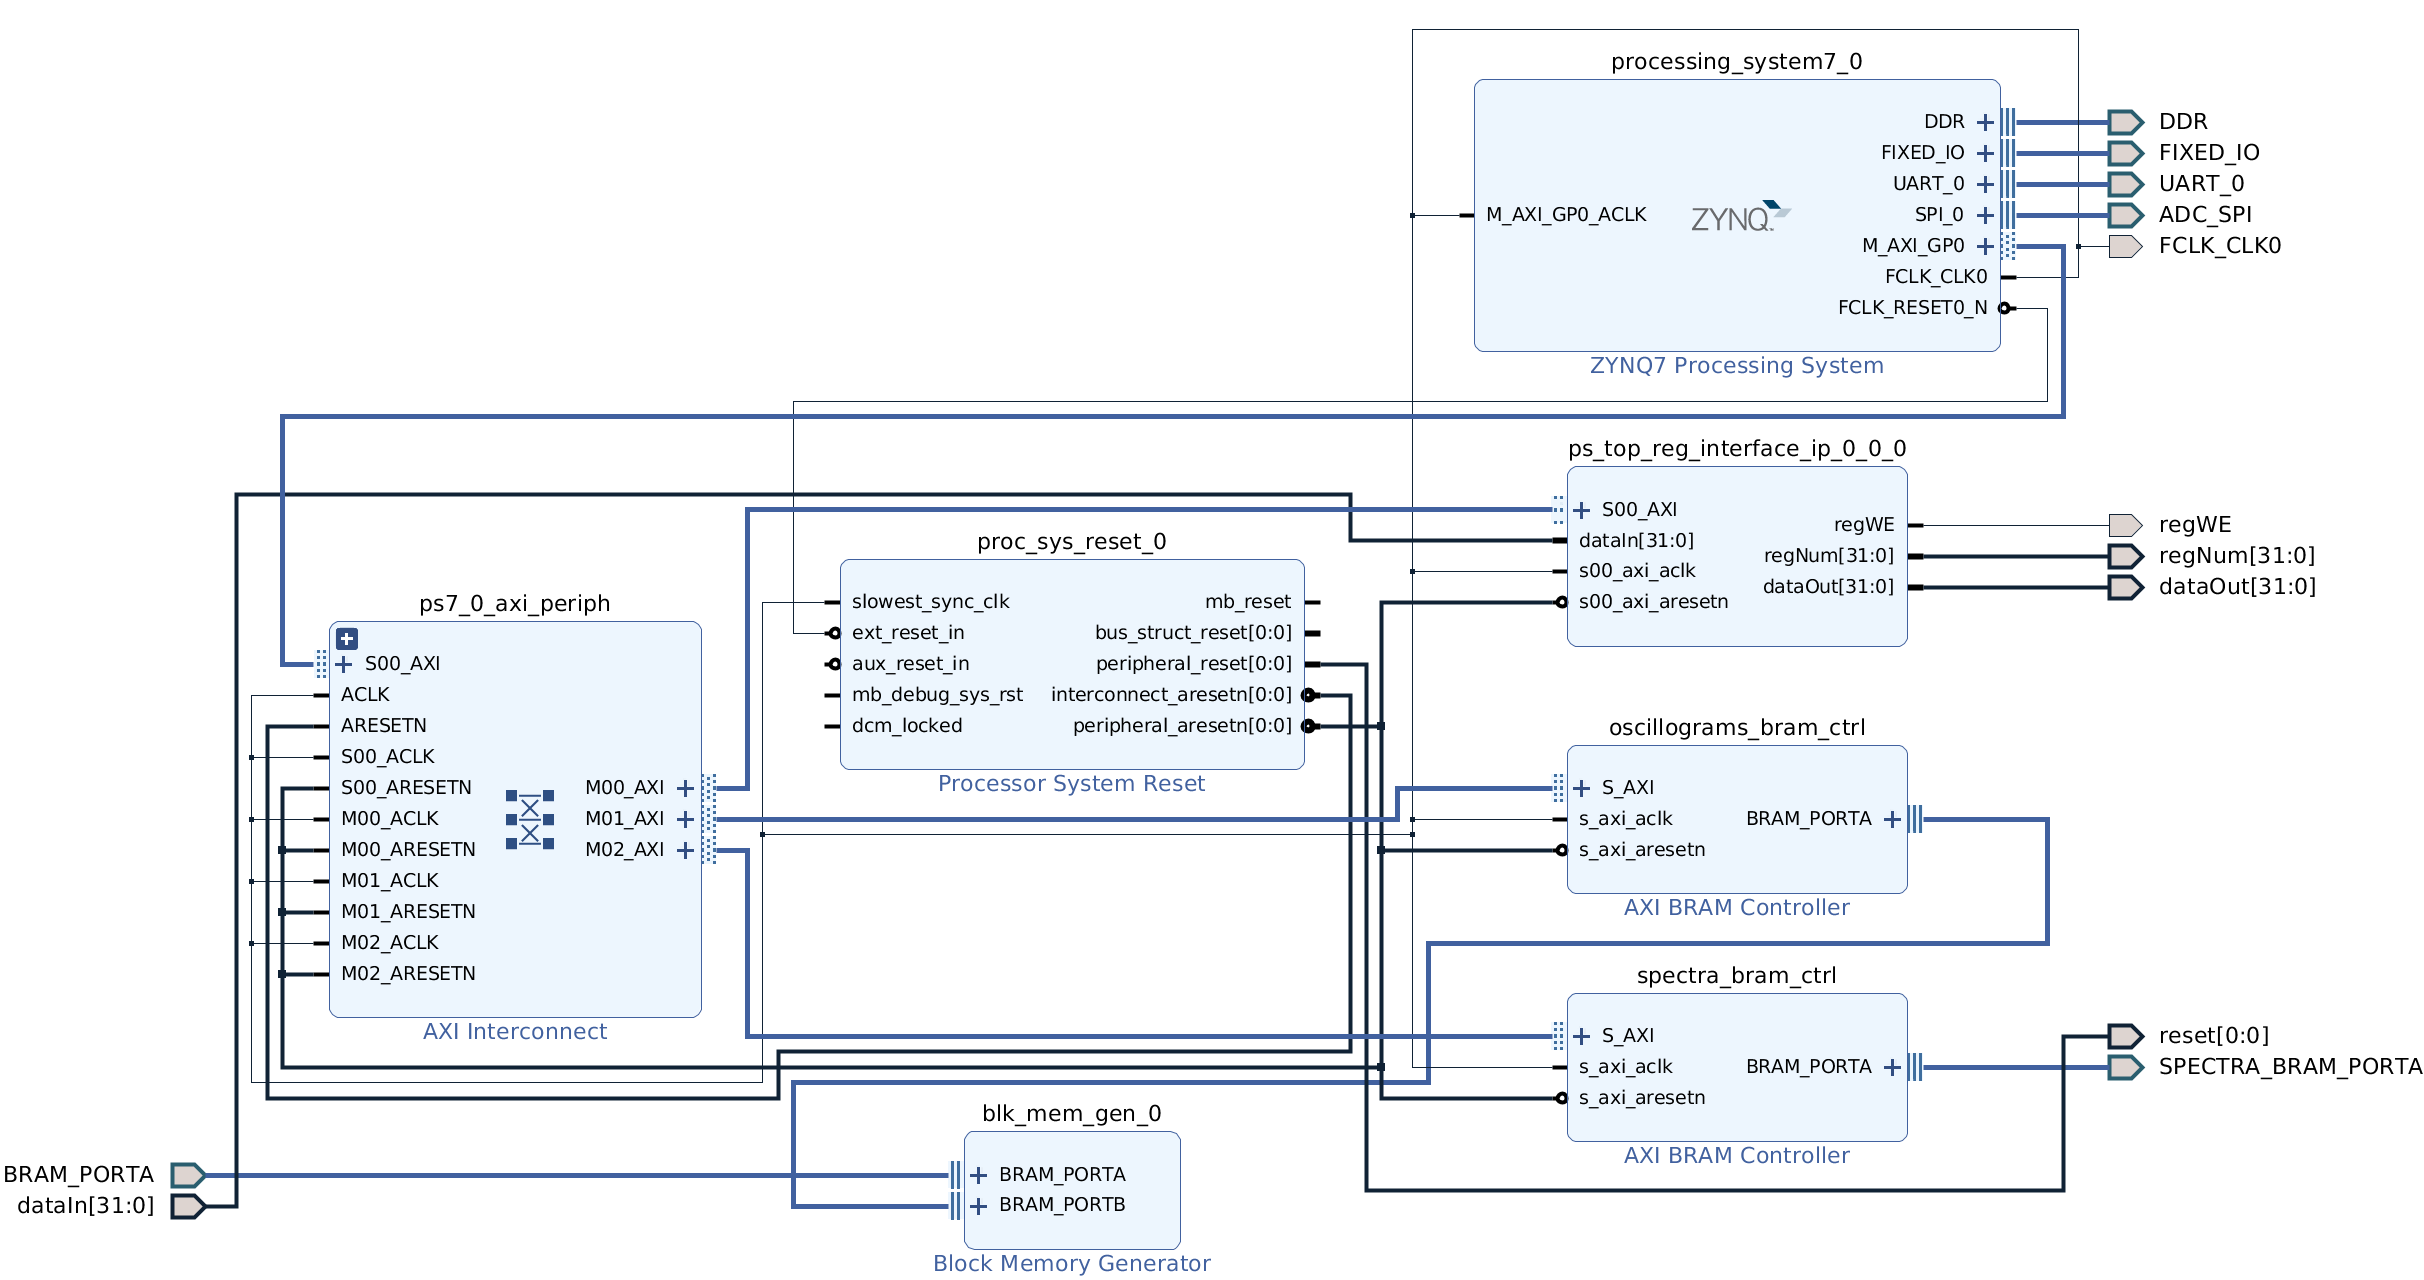 processing_system7_0
DDR
FIXED_IO
UART_0
SPI_0
M_AXI_GP0
FCLK_CLK0
FCLK_RESET0_N
M_AXI_GP0_ACLK
ZYNQ
ZYNQ7 Processing System
DDR
FIXED_IO
UART_0
ADC_SPI
FCLK_CLK0
ps_top_reg_interface_ip_0_0_0
S00_AXI
dataIn[31:0]
s00_axi_aclk
s00_axi_aresetn
regWE
regNum[31:0]
dataOut[31:0]
regWE
regNum[31:0]
dataOut[31:0]
proc_sys_reset_0
slowest_sync_clk
ext_reset_in
aux_reset_in
mb_debug_sys_rst
dcm_locked
mb_reset
bus_struct_reset[0:0]
peripheral_reset[0:0]
interconnect_aresetn[0:0]
peripheral_aresetn[0:0]
Processor System Reset
ps7_0_axi_periph
S00_AXI
ACLK
ARESETN
S00_ACLK
S00_ARESETN
M00_ACLK
M00_ARESETN
M01_ACLK
M01_ARESETN
M02_ACLK
M02_ARESETN
M00_AXI
M01_AXI
M02_AXI
AXI Interconnect
oscillograms_bram_ctrl
S_AXI
s_axi_aclk
s_axi_aresetn
BRAM_PORTA
AXI BRAM Controller
spectra_bram_ctrl
S_AXI
s_axi_aclk
s_axi_aresetn
BRAM_PORTA
AXI BRAM Controller
reset[0:0]
SPECTRA_BRAM_PORTA
blk_mem_gen_0
BRAM_PORTA
BRAM_PORTB
Block Memory Generator
BRAM_PORTA
dataIn[31:0]